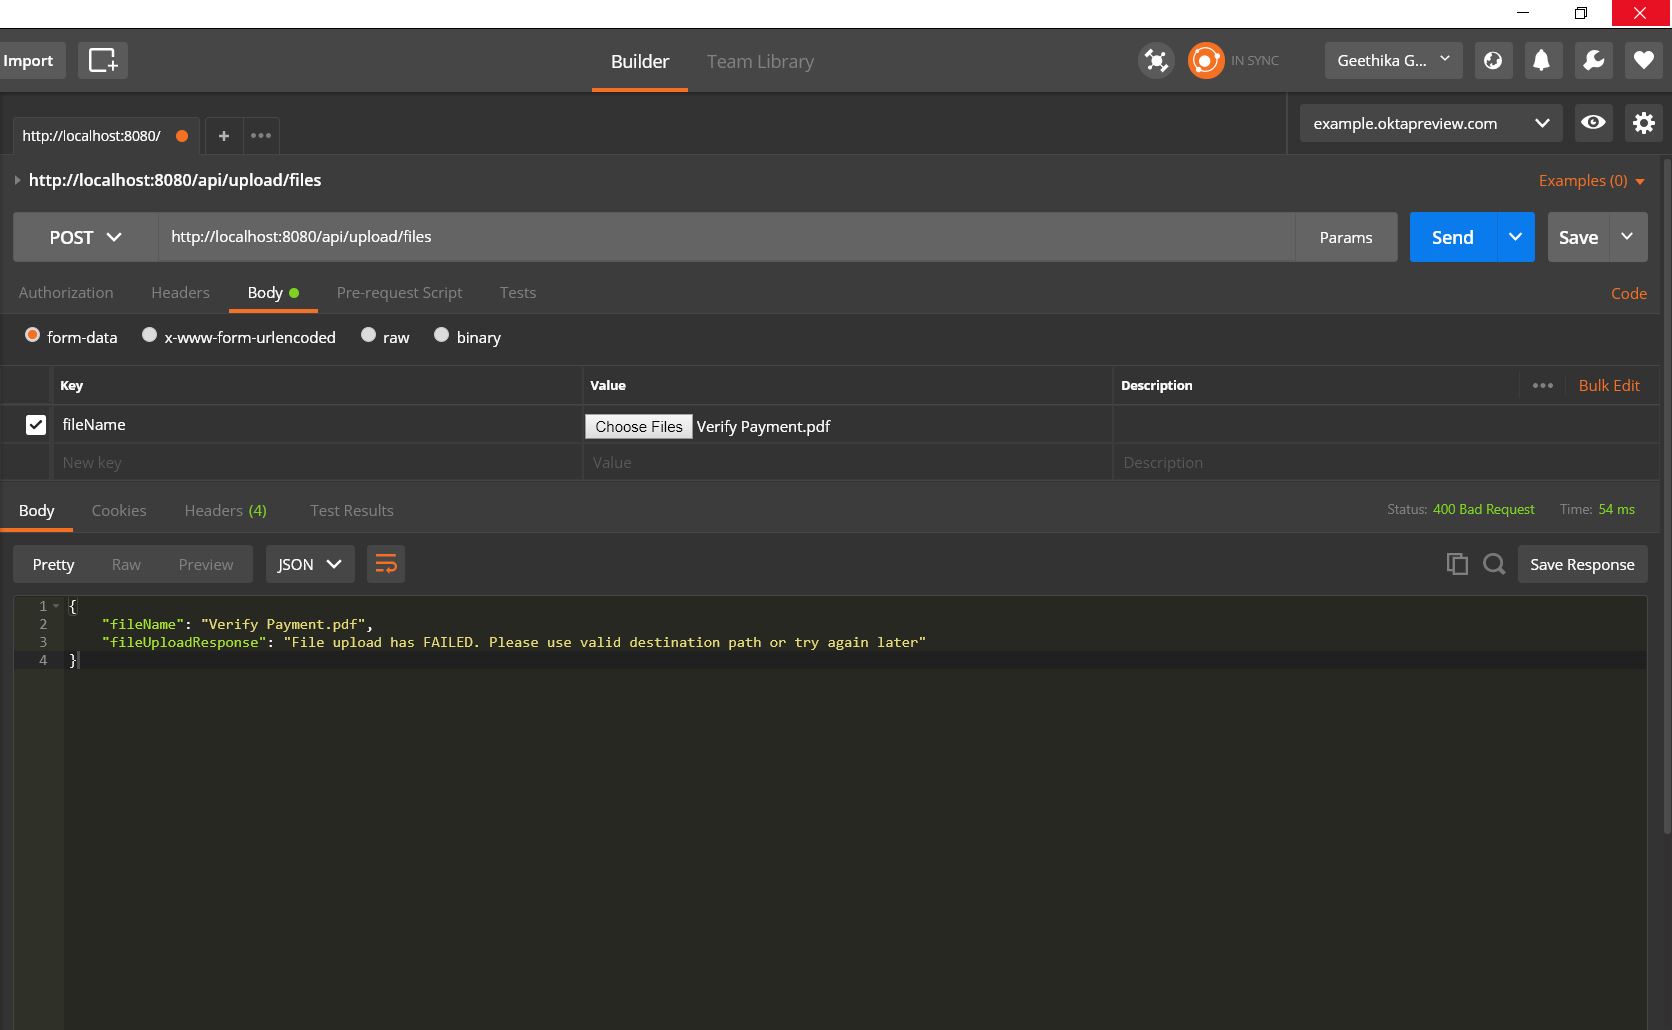 Import
Builder
Team Library
IN SYNC
Geethika G...
http://localhost:8080/
+
•••
example.oktapreview.com
http://localhost:8080/api/upload/files
Examples (0)
POST
http://localhost:8080/api/upload/files
Params
Send
Save
Authorization
Headers
Body
Pre-request Script
Tests
Code
form-data
x-www-form-urlencoded
raw
binary
Key
Value
Description
•••
Bulk Edit
fileName
Choose Files Verify Payment.pdf
New key
Value
Description
Body
Cookies
Headers (4)
Test Results
Status: 400 Bad Request
Time: 54 ms
Pretty
Raw
Preview
JSON
Save Response
1 {
2 "fileName": "Verify Payment.pdf",
3 "fileUploadResponse": "File upload has FAILED. Please use valid destination path or try again later"
4 }